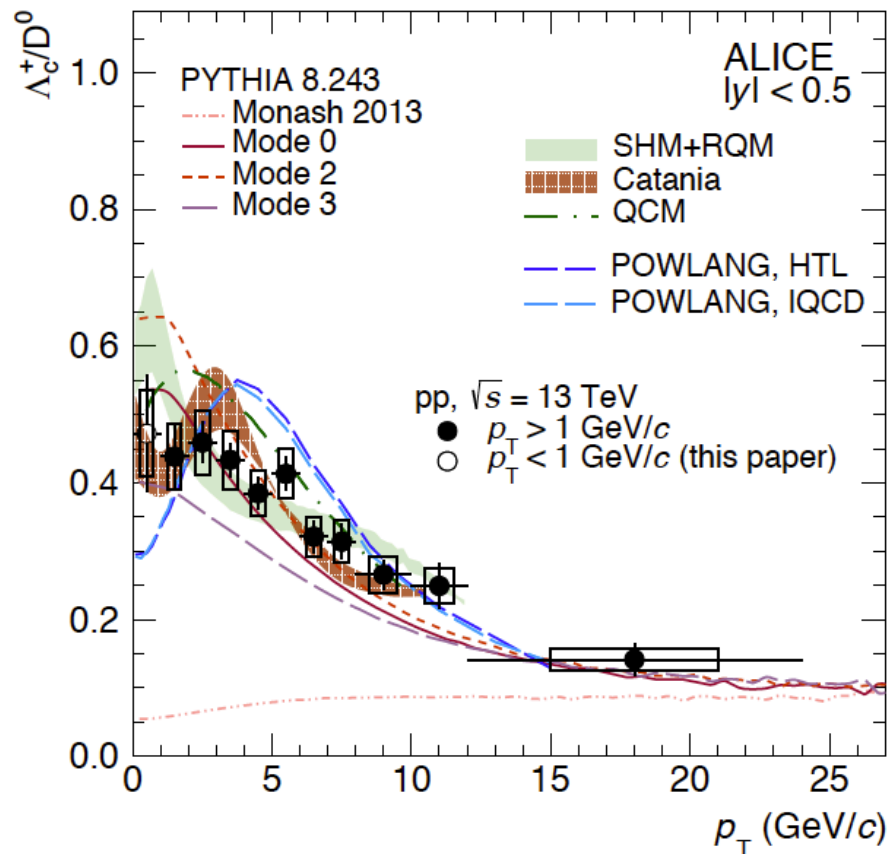 Λc+/D0
1.0
0.8
0.6
0.4
0.2
0.0
ALICE
|y| < 0.5
PYTHIA 8.243
Monash 2013
Mode 0
Mode 2
Mode 3
SHM+RQM
Catania
QCM
POWLANG, HTL
POWLANG, lQCD
pp, √s = 13 TeV
pT > 1 GeV/c
pT < 1 GeV/c (this paper)
0 5 10 15 20 25
pT (GeV/c)